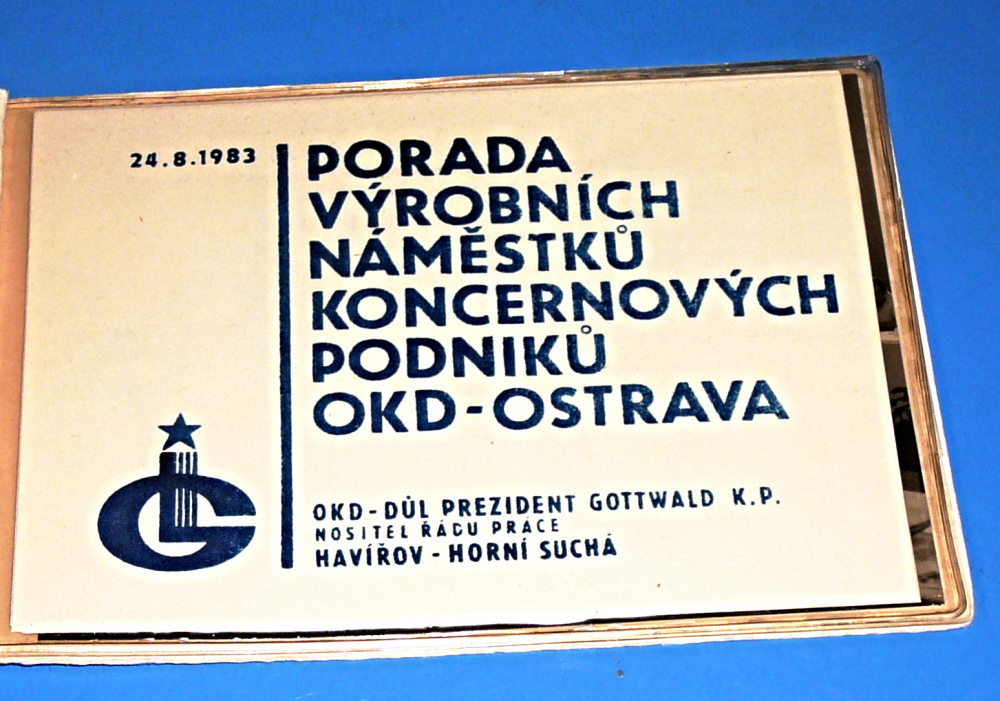 24.8.1983
PORADA
VÝROBNÍCH
NÁMĚSTKŮ
KONCERNOVÝCH
PODNIKŮ
OKD-OSTRAVA
OKD-DŮL PREZIDENT GOTTWALD K.P.
NOSITEL ŘÁDU PRÁCE
HAVÍŘOV-HORNÍ SUCHÁ